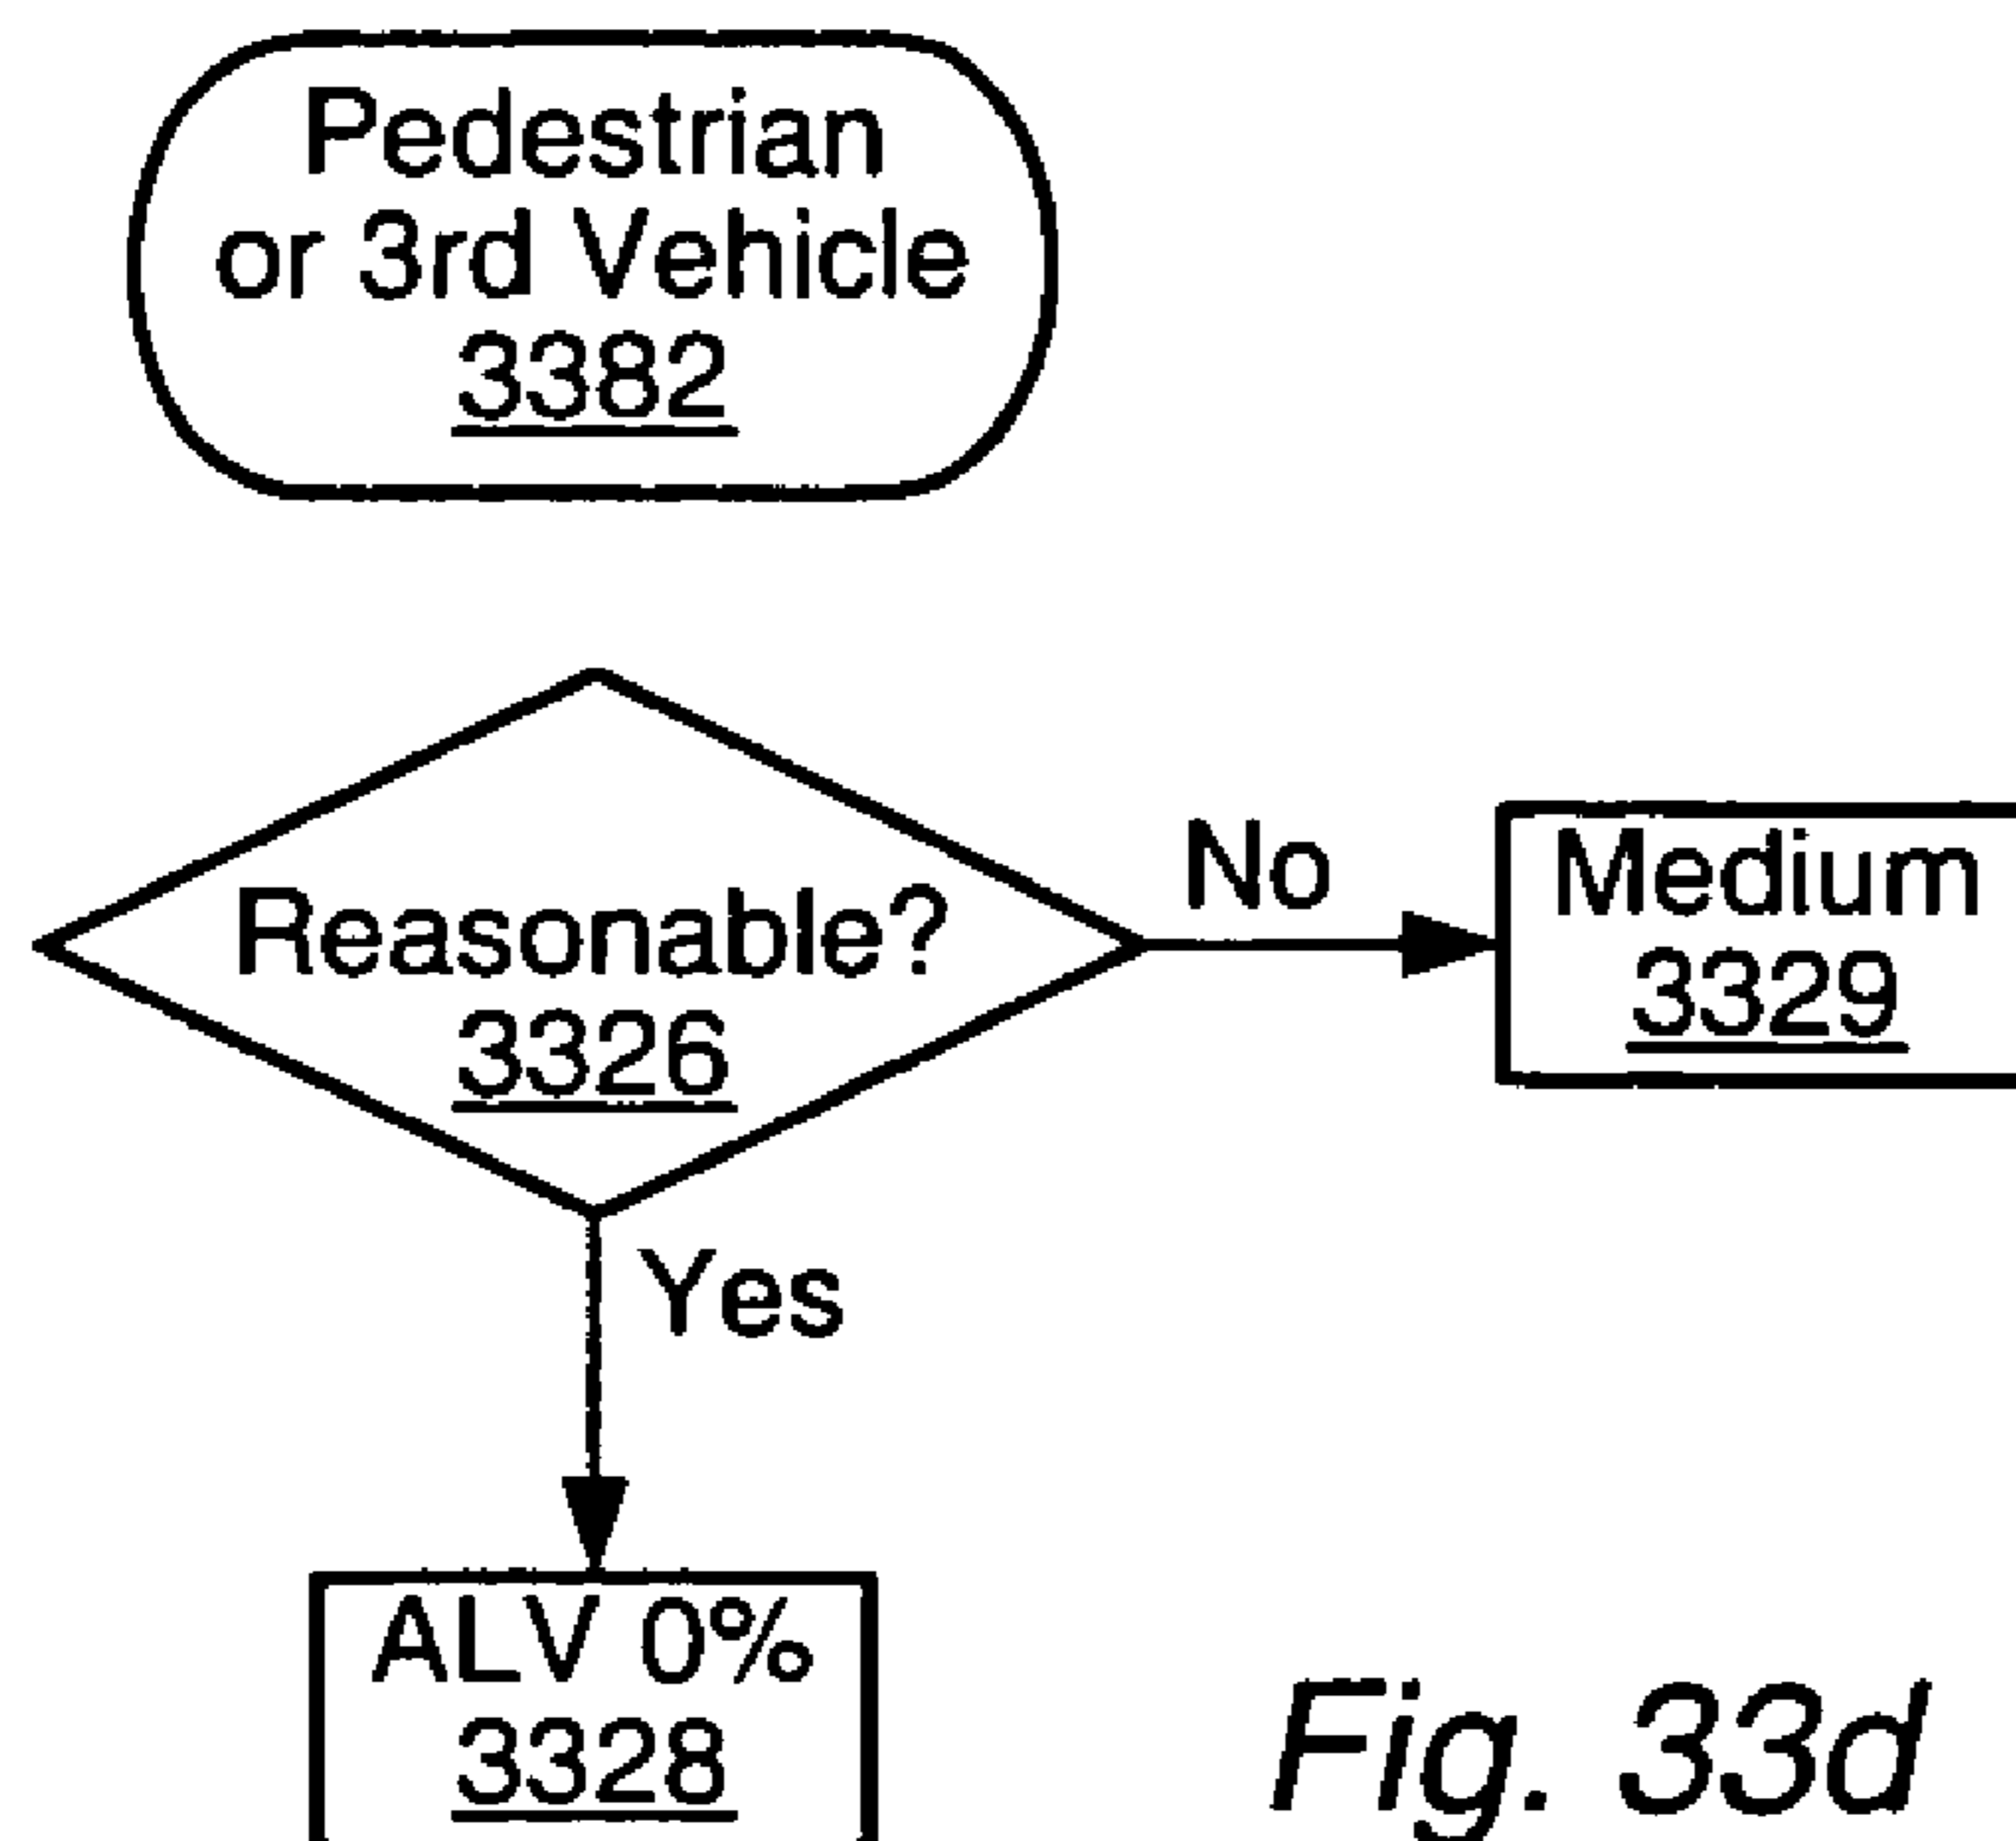 Pedestrian
or 3rd Vehicle
3382
Reasonable?
3326
No
Medium
3329
Yes
ALV 0%
3328
Fig. 33d